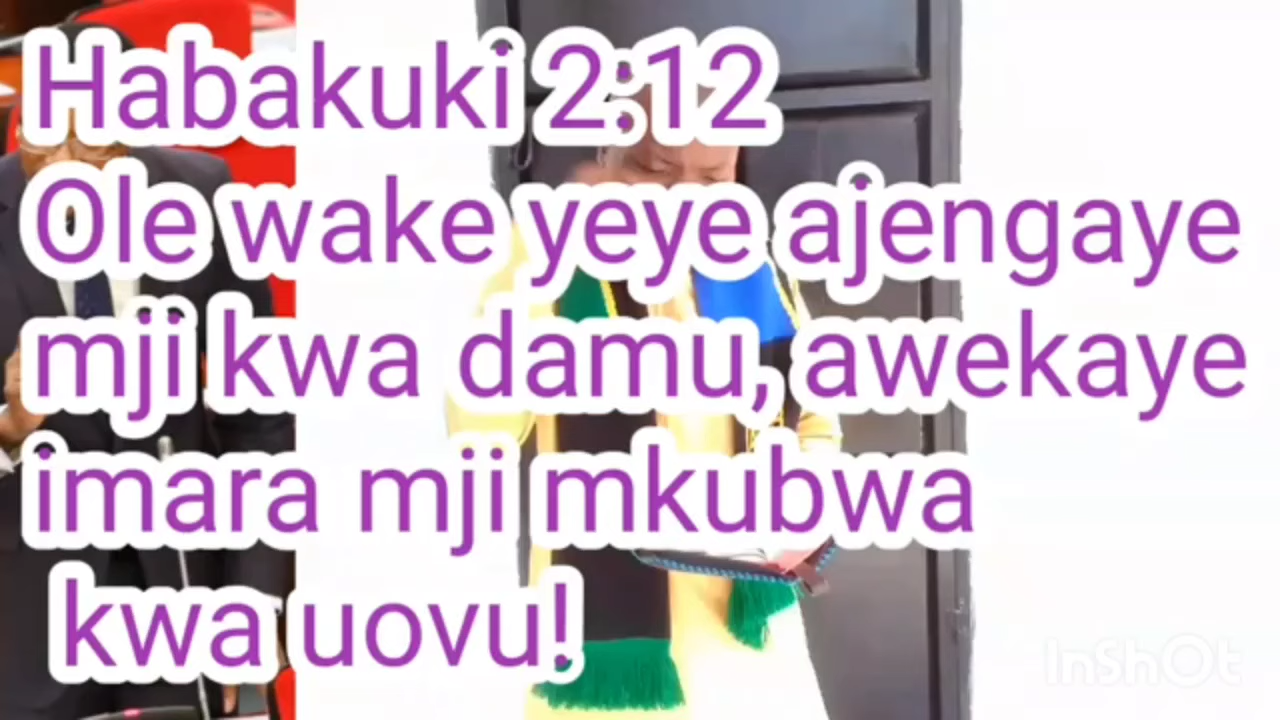 Habakuki 2:12
Ole wake yeye ajengaye
mji kwa damu, awekaye
imara mji mkubwa
kwa uovu!
InShOt